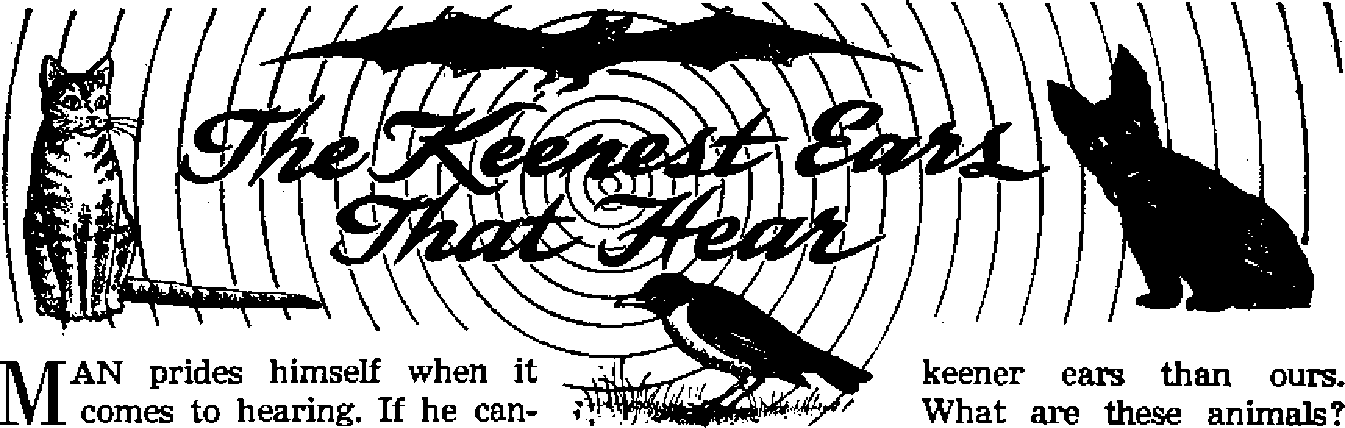 The Keenest Ears
That Hear
MAN prides himself when it
comes to hearing. If he can-
keener ears than ours.
What are these animals?